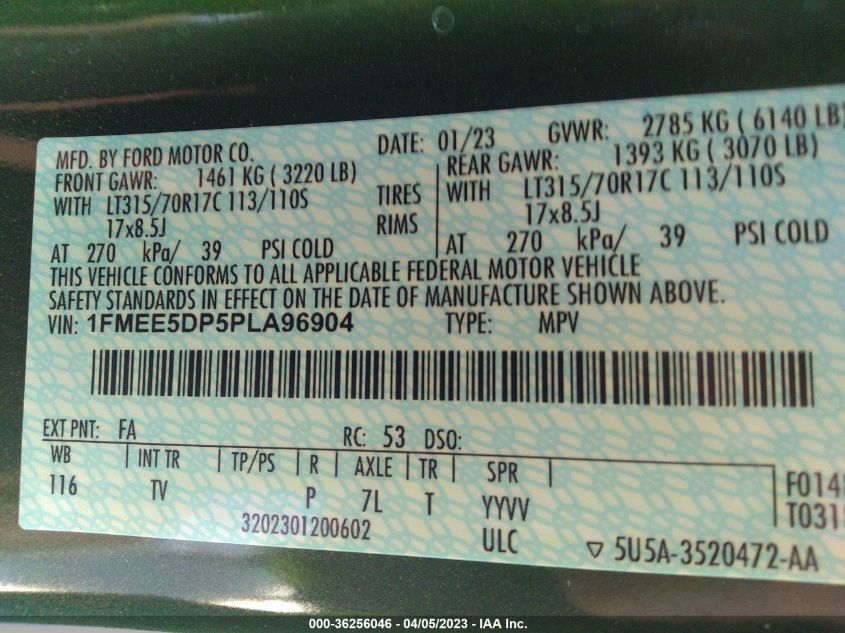 MFD. BY FORD MOTOR CO. DATE: 01/23 GVWR: 2785 KG ( 6140 LB)
FRONT GAWR: 1461 KG ( 3220 LB) REAR GAWR: 1393 KG ( 3070 LB)
WITH LT315/70R17C 113/110S TIRES WITH LT315/70R17C 113/110S
17x8.5J RIMS 17x8.5J
AT 270 kPa/ 39 PSI COLD AT 270 kPa/ 39 PSI COLD
THIS VEHICLE CONFORMS TO ALL APPLICABLE FEDERAL MOTOR VEHICLE
SAFETY STANDARDS IN EFFECT ON THE DATE OF MANUFACTURE SHOWN ABOVE.
VIN: 1FMEE5DP5PLA96904 TYPE: MPV
EXT PNT: FA RC: 53 DSO:
WB INT TR TP/PS R AXLE TR SPR
116 TV P 7L T YYVV
F014
T031
3202301200602 ULC 5U5A-3520472-AA
000-36256046 - 04/05/2023 - IAA Inc.